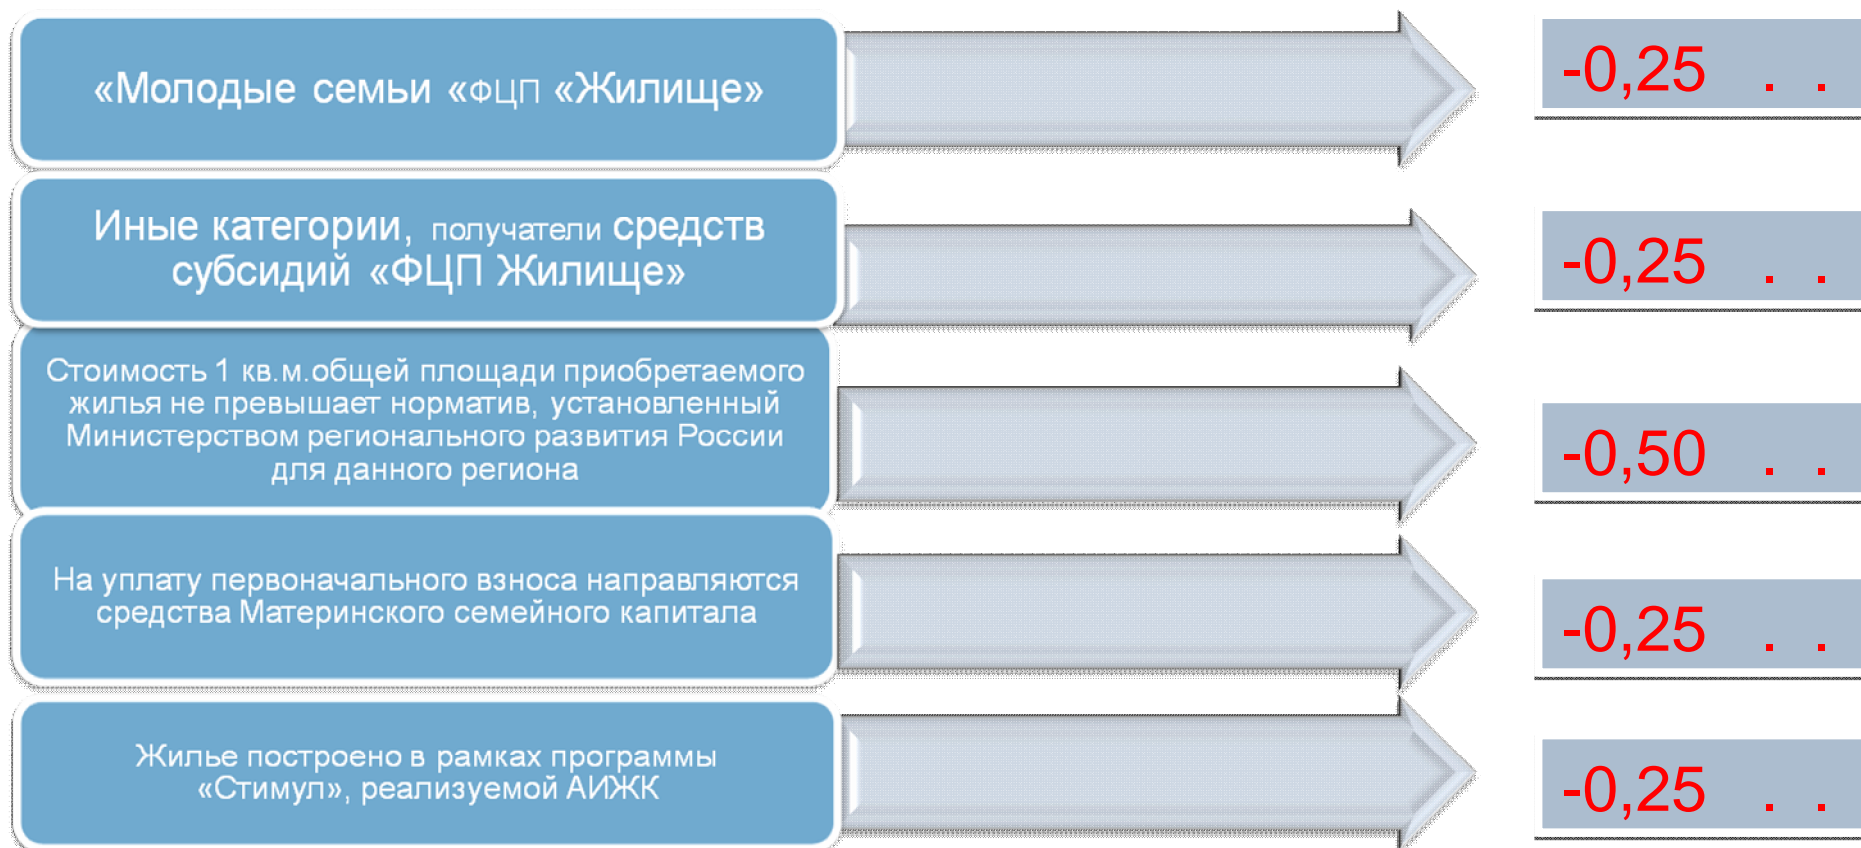 «Молодые семьи «ФЦП «Жилище»
-0,25 . .
Иные категории, получатели средств
субсидий «ФЦП Жилище»
-0,25 . .
Стоимость 1 кв.м.общей площади приобретаемого
жилья не превышает норматив, установленный
Министерством регионального развития России
для данного региона
-0,50 . .
На уплату первоначального взноса направляются
средства Материнского семейного капитала
-0,25 . .
Жилье построено в рамках программы
«Стимул», реализуемой АИЖК
-0,25 . .